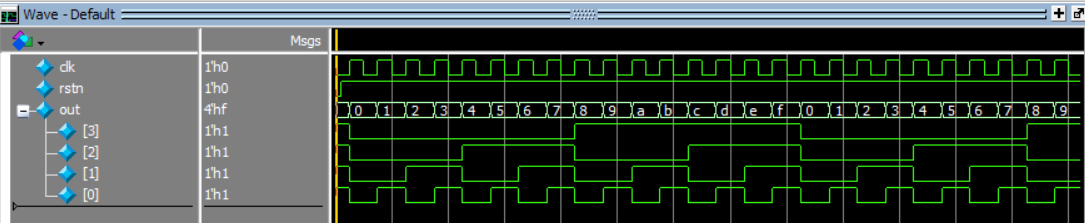 Wave - Default
Msgs
clk 1'h0
rstn 1'h0
out 4'hf 0 1 2 3 4 5 6 7 8 9 a b c d e f 0 1 2 3 4 5 6 7 8 9
[3] 1'h1
[2] 1'h1
[1] 1'h1
[0] 1'h1